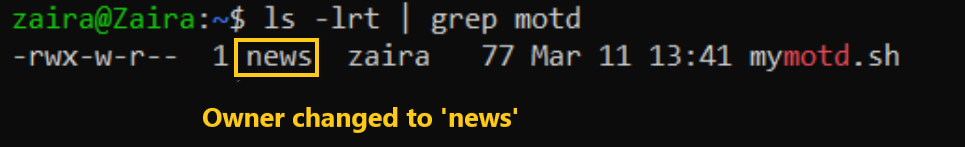 zaira@Zaira:~$ ls -lrt | grep motd
-rwx-w-r-- 1 news zaira 77 Mar 11 13:41 mymotd.sh
Owner changed to 'news'